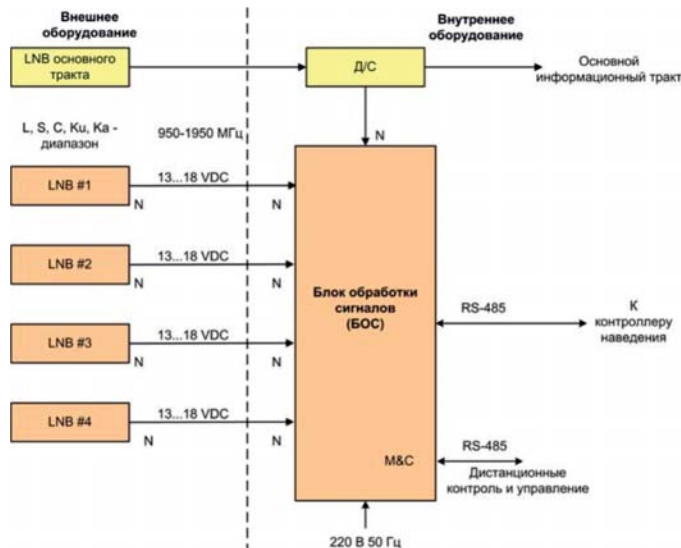 Внешнее
оборудование
Внутреннее
оборудование
LNB основного
тракта
Д/С
Основной
информационный тракт
L, S, C, Ku, Ka -
диапазон
950-1950 МГц
N
LNB #1
13...18 VDC
N
N
LNB #2
13...18 VDC
N
N
Блок обработки
сигналов
(БОС)
RS-485
К
контроллеру
наведения
LNB #3
13...18 VDC
N
N
LNB #4
13...18 VDC
N
N
M&C
RS-485
Дистанционные
контроль и управление
220 В 50 Гц